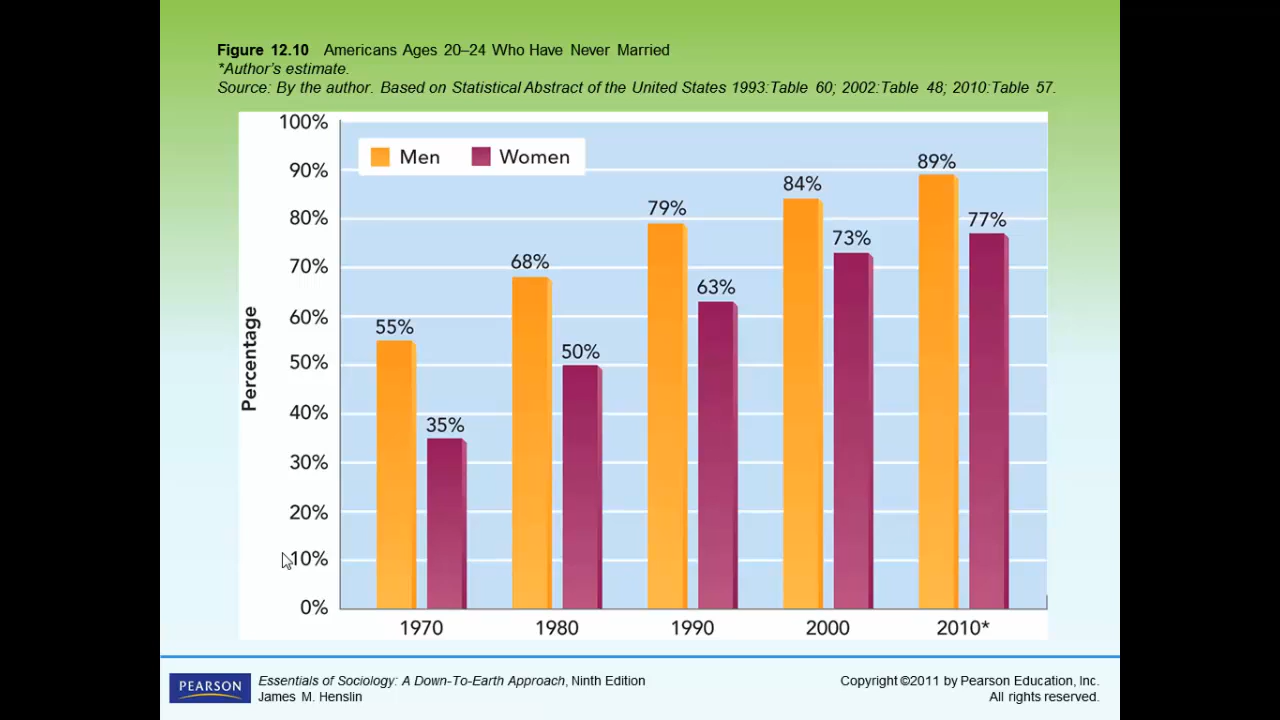 Figure 12.10 Americans Ages 20–24 Who Have Never Married
*Author's estimate.
Source: By the author. Based on Statistical Abstract of the United States 1993:Table 60; 2002:Table 48; 2010:Table 57.
100%
90%
80%
70%
60%
50%
40%
30%
20%
10%
0%
Percentage
Men Women
55%
35%
68%
50%
79%
63%
84%
73%
89%
77%
1970 1980 1990 2000 2010*
PEARSON
Essentials of Sociology: A Down-To-Earth Approach, Ninth Edition
James M. Henslin
Copyright ©2011 by Pearson Education, Inc.
All rights reserved.